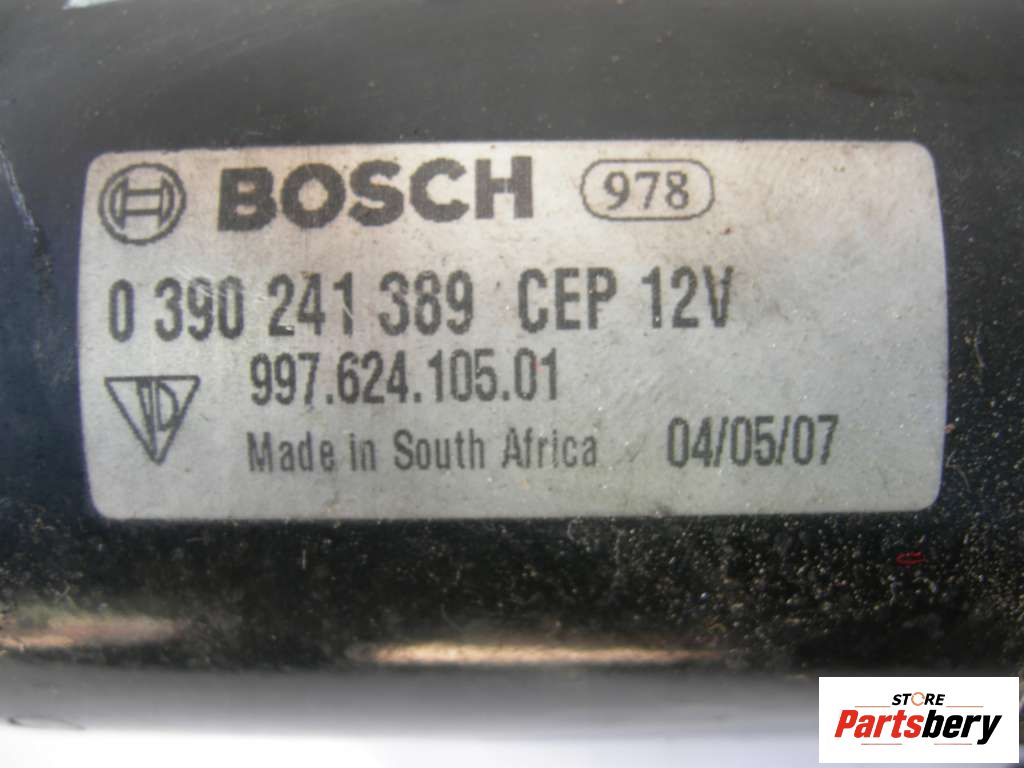 BOSCH 978
0 390 241 389 CEP 12V
997.624.105.01
Made in South Africa 04/05/07
STORE
Partsbery